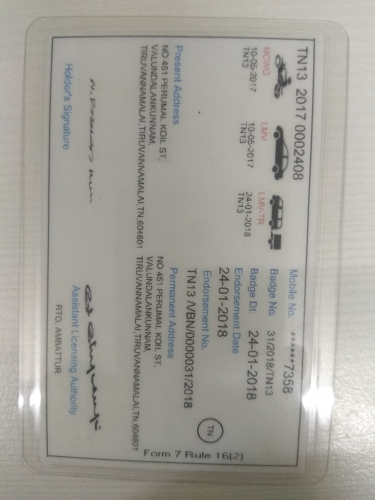 TN13 2017 0002408
MCWG
10-05-2017
TN13
LMV
10-05-2017
TN13
LMV-TR
24-01-2018
TN13
Mobile No. ******7358
Badge No. 31/2018/TN13
Badge Dt: 24-01-2018
Endorsement Date
24-01-2018
Endorsement No.
TN13 /VBN/0000031/2018
Present Address
NO 451 PERUMAL KOIL ST,
VALUNDALANKUNNAM,
TIRUVANNAMALAI,TIRUVANNAMALAI,TN,604601
Permanent Address
NO 451 PERUMAL KOIL ST,
VALUNDALANKUNNAM,
TIRUVANNAMALAI,TIRUVANNAMALAI,TN,604601
Holder's Signature
Assistant Licensing Authority
RTO, AMBATTUR
TN
Form 7 Rule 16(2)